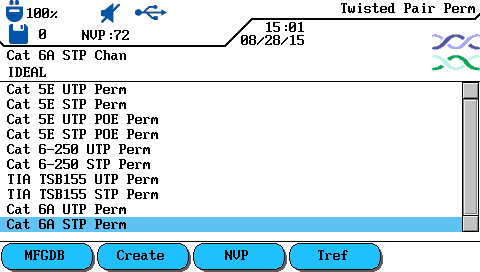 100%
Twisted Pair Perm
0
NVP:72
15:01
08/28/15
Cat 6A STP Chan
IDEAL
Cat 5E UTP Perm
Cat 5E STP Perm
Cat 5E UTP POE Perm
Cat 5E STP POE Perm
Cat 6-250 UTP Perm
Cat 6-250 STP Perm
TIA TSB155 UTP Perm
TIA TSB155 STP Perm
Cat 6A UTP Perm
Cat 6A STP Perm
MFGDB
Create
NVP
Tref